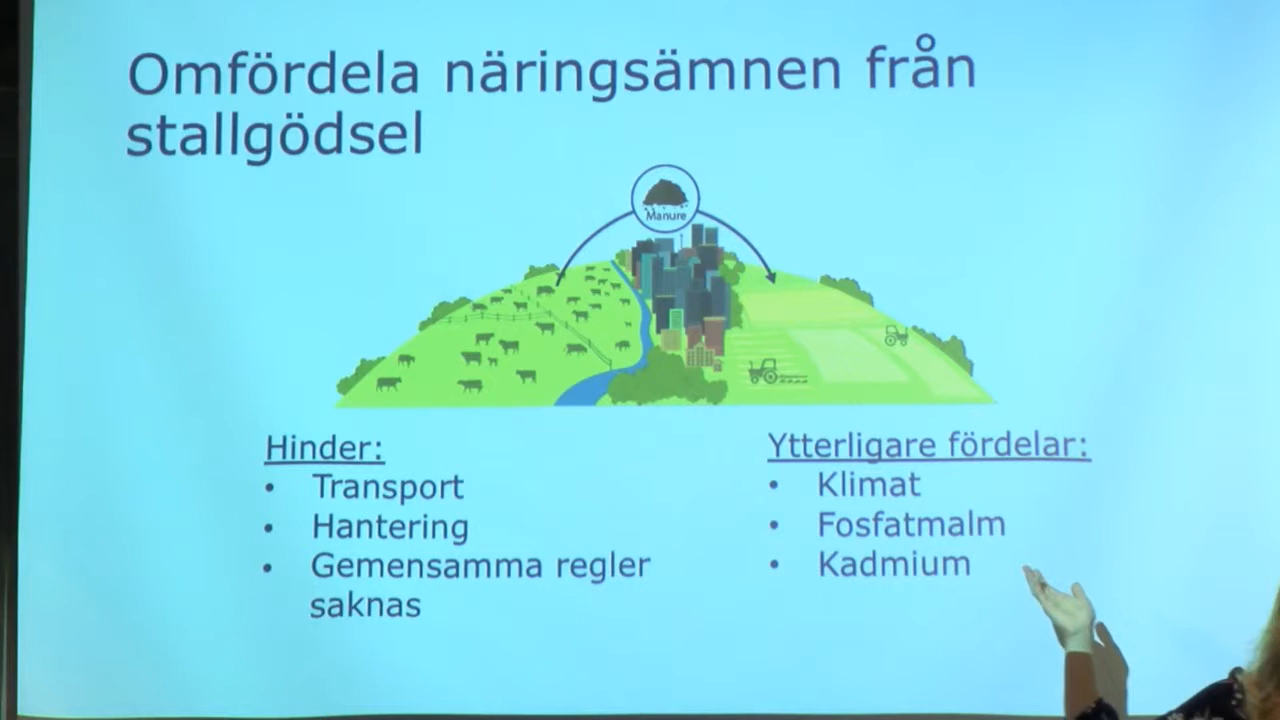 Omfördela näringsämnen från
stallgödsel
Manure
Hinder:
• Transport
• Hantering
• Gemensamma regler
saknas
Ytterligare fördelar:
• Klimat
• Fosfatmalm
• Kadmium